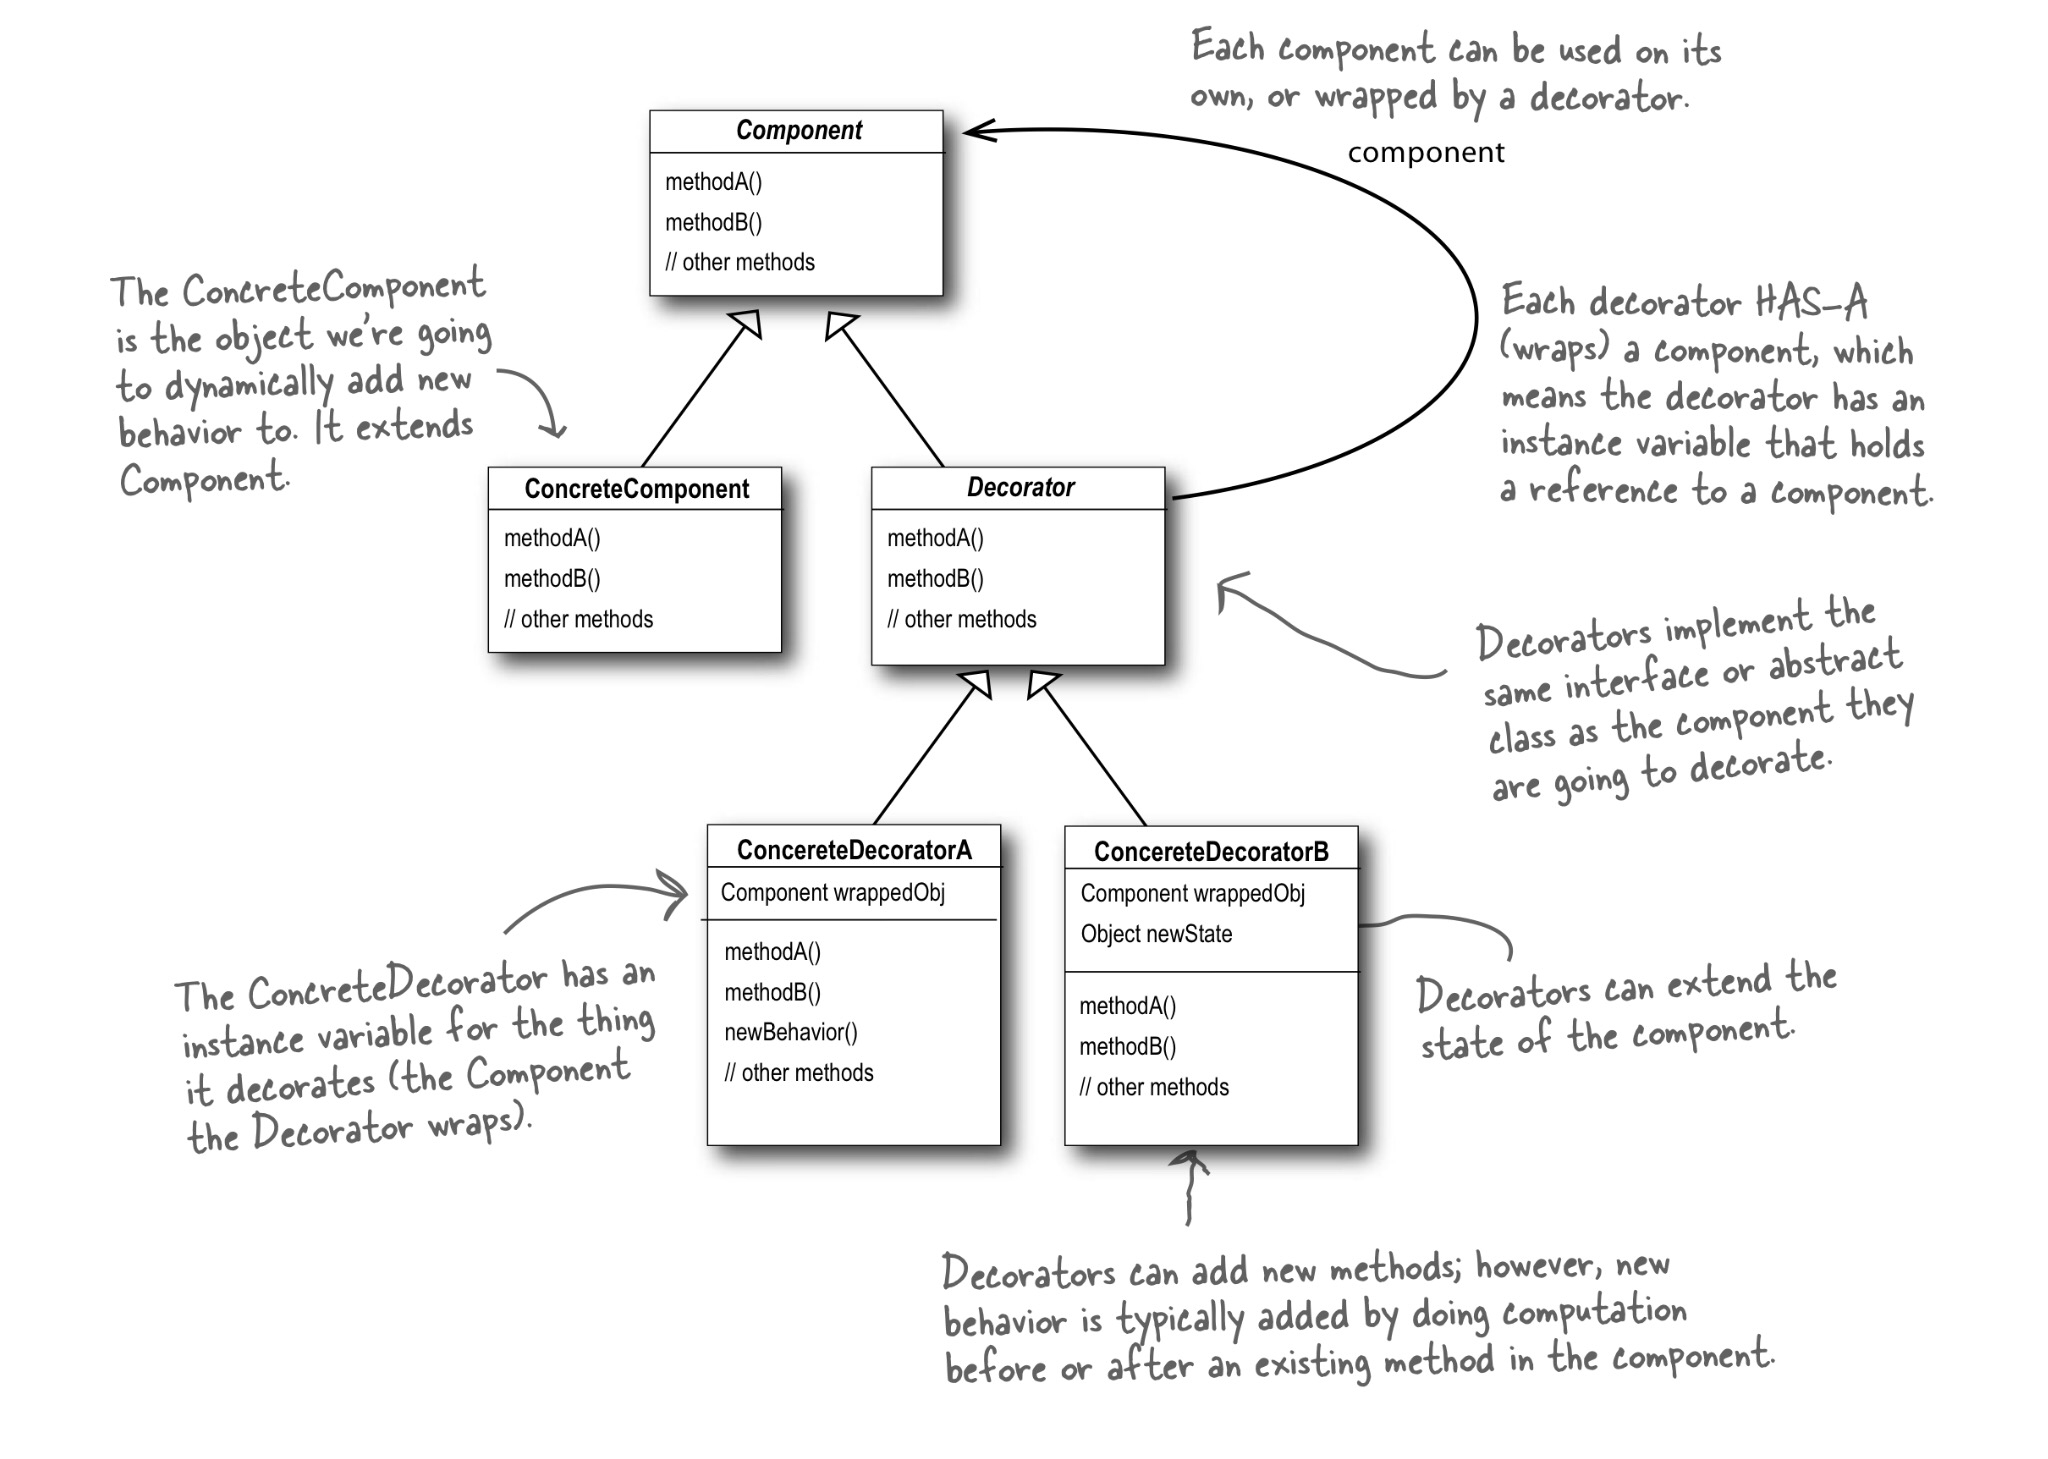 Each component can be used on its
own, or wrapped by a decorator.
component
Component
methodA()
methodB()
// other methods
The ConcreteComponent
is the object we're going
to dynamically add new
behavior to. It extends
Component.
Each decorator HAS-A
(wraps) a component, which
means the decorator has an
instance variable that holds
a reference to a component.
ConcreteComponent
methodA()
methodB()
// other methods
Decorator
methodA()
methodB()
// other methods
Decorators implement the
same interface or abstract
class as the component they
are going to decorate.
ConcereteDecoratorA
Component wrappedObj
methodA()
methodB()
newBehavior()
// other methods
ConcereteDecoratorB
Component wrappedObj
Object newState
methodA()
methodB()
// other methods
The ConcreteDecorator has an
instance variable for the thing
it decorates (the Component
the Decorator wraps).
Decorators can extend the
state of the component.
Decorators can add new methods; however, new
behavior is typically added by doing computation
before or after an existing method in the component.